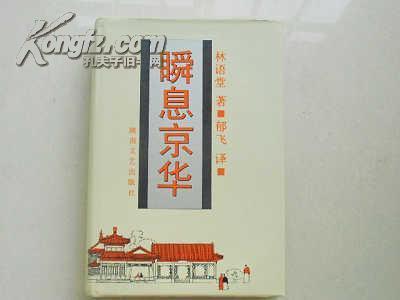 Kongfz.com
孔夫子旧书网
林语堂 著■郁飞 译■
瞬息京华
湖南文艺出版社